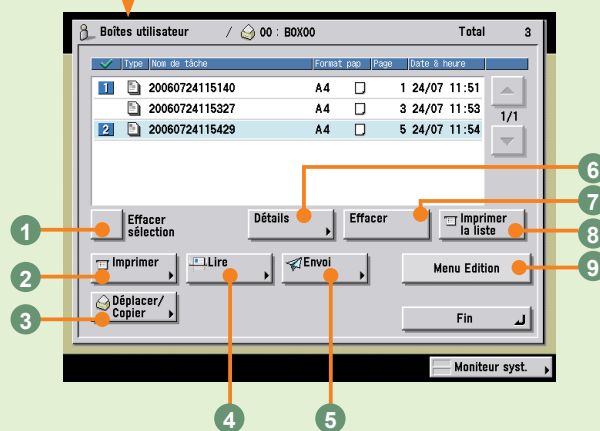 Boîtes utilisateur / 00 : BOX00 Total 3
Type Nom de tâche Format pap Page Date & heure
1 20060724115140 A4 1 24/07 11:51
20060724115327 A4 3 24/07 11:53
2 20060724115429 A4 5 24/07 11:54
1/1
6
7
1 Effacer sélection Détails Effacer Imprimer la liste 8
2 Imprimer Lire Envoi Menu Edition 9
3 Déplacer/ Copier Fin
Moniteur syst.
4 5